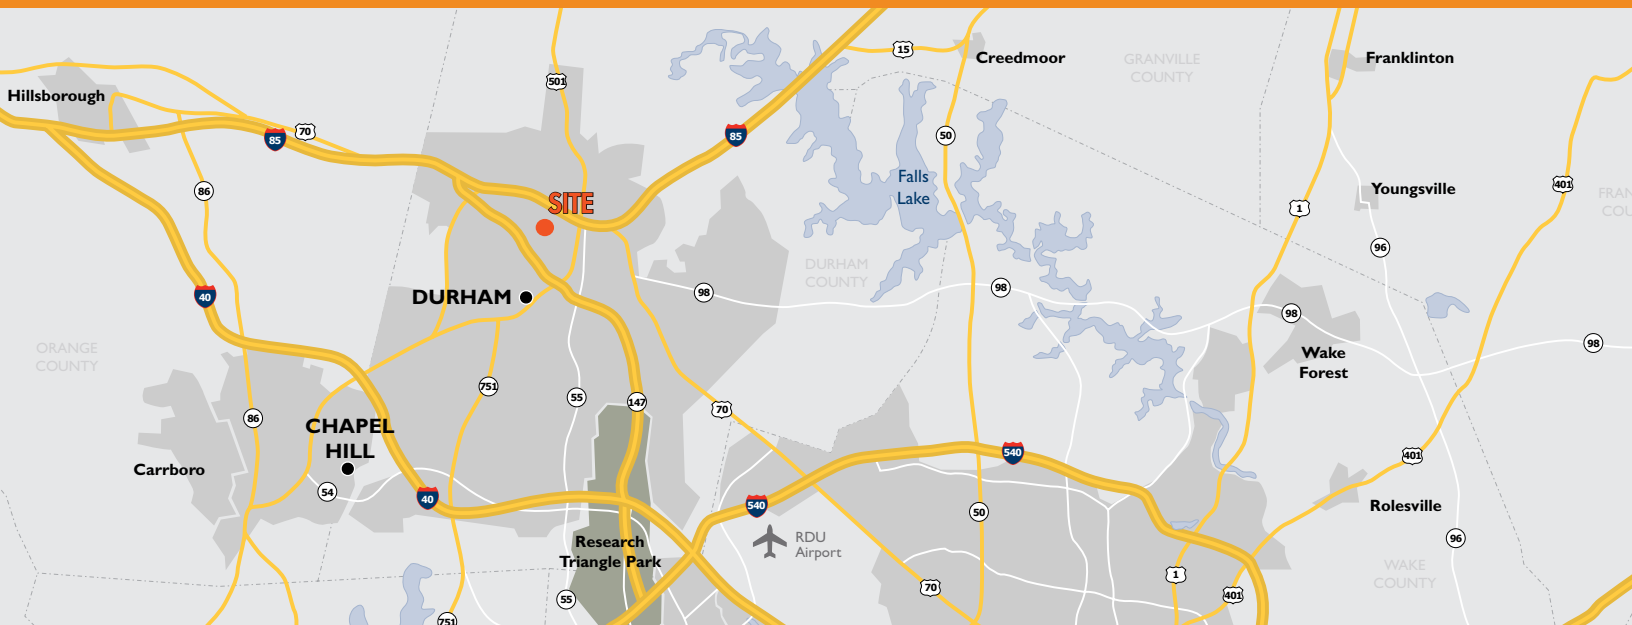 15
Creedmoor
GRANVILLE
COUNTY
Franklinton
Hillsborough
501
85
70
85
50
86
Falls
Lake
SITE
1
Youngsville
401
FRAN
COU
96
40
DURHAM
98
DURHAM
COUNTY
98
98
Wake
Forest
98
ORANGE
COUNTY
751
55
147
70
86
CHAPEL
HILL
Carrboro
54
40
540
540
401
Rolesville
50
RDU
Airport
Research
Triangle Park
96
WAKE
COUNTY
1
401
70
55
751